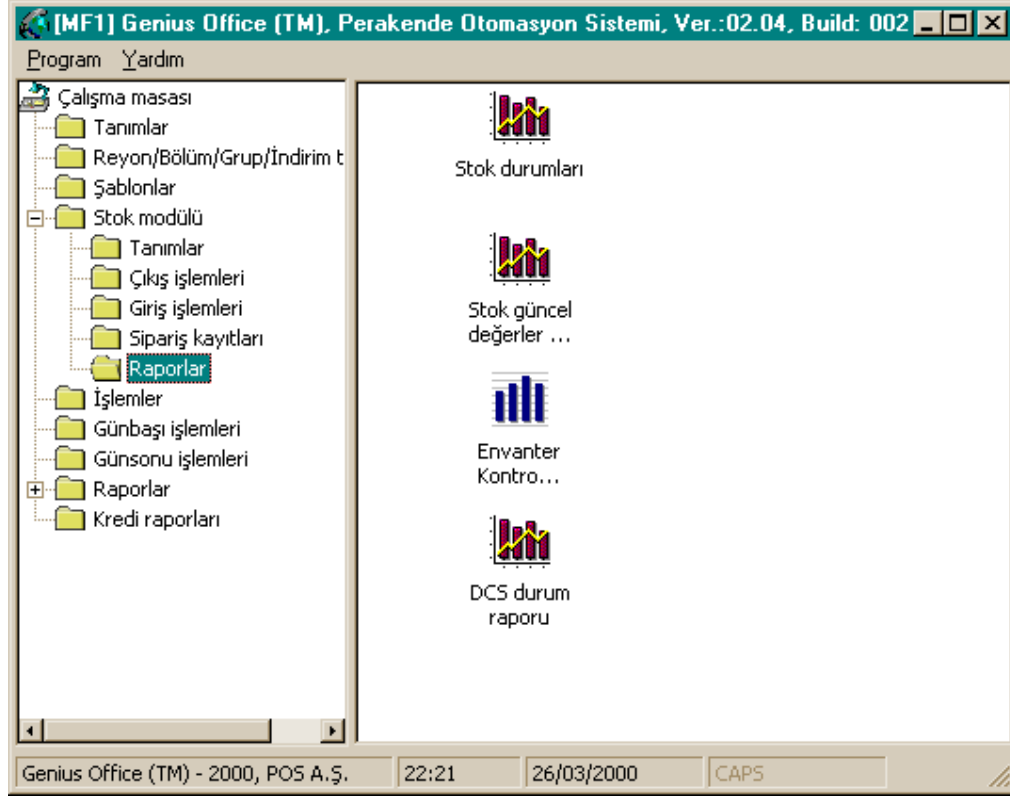 [MF1] Genius Office (TM), Perakende Otomasyon Sistemi, Ver.:02.04, Build: 002
Program Yardım
Çalışma masası
Tanımlar
Reyon/Bölüm/Grup/İndirim t
Şablonlar
Stok modülü
Tanımlar
Çıkış işlemleri
Giriş işlemleri
Sipariş kayıtları
Raporlar
İşlemler
Günbaşı işlemleri
Günsonu işlemleri
Raporlar
Kredi raporları
Stok durumları
Stok güncel
değerler ...
Envanter
Kontro...
DCS durum
raporu
Genius Office (TM) - 2000, POS A.Ş. 22:21 26/03/2000 CAPS